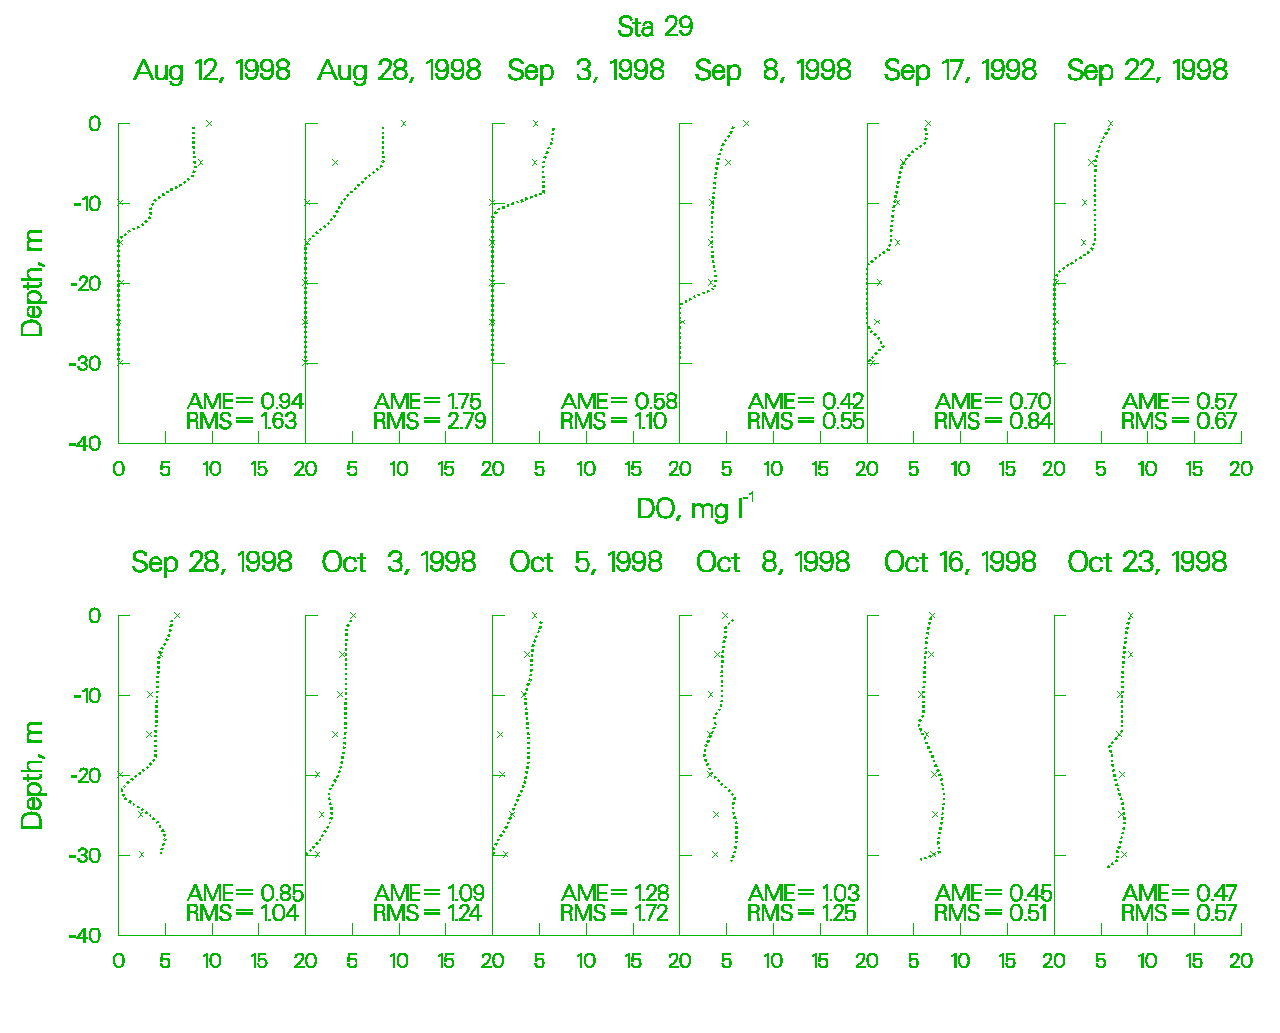 Sta 29
Aug 12, 1998 Aug 28, 1998 Sep 3, 1998 Sep 8, 1998 Sep 17, 1998 Sep 22, 1998
0
-10
-20
-30
-40
Depth, m
AME= 0.94 AME= 1.75 AME= 0.58 AME= 0.42 AME= 0.70 AME= 0.57
RMS= 1.63 RMS= 2.79 RMS= 1.10 RMS= 0.55 RMS= 0.84 RMS= 0.67
0 5 10 15 20 5 10 15 20 5 10 15 20 5 10 15 20 5 10 15 20 5 10 15 20
DO, mg l⁻¹
Sep 28, 1998 Oct 3, 1998 Oct 5, 1998 Oct 8, 1998 Oct 16, 1998 Oct 23, 1998
0
-10
-20
-30
-40
Depth, m
AME= 0.85 AME= 1.09 AME= 1.28 AME= 1.03 AME= 0.45 AME= 0.47
RMS= 1.04 RMS= 1.24 RMS= 1.72 RMS= 1.25 RMS= 0.51 RMS= 0.57
0 5 10 15 20 5 10 15 20 5 10 15 20 5 10 15 20 5 10 15 20 5 10 15 20